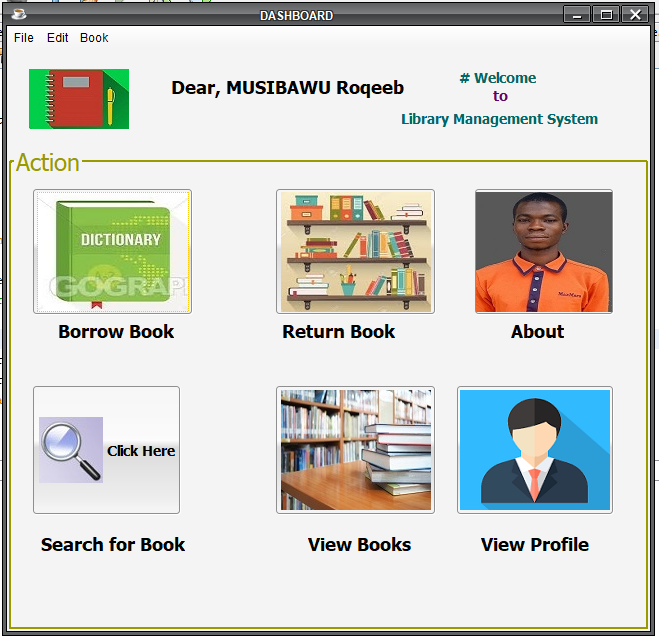 DASHBOARD
File Edit Book
Dear, MUSIBAWU Roqeeb
# Welcome
to
Library Management System
Action
DICTIONARY
GOGRAP
Borrow Book
Return Book
About
Click Here
Search for Book
View Books
View Profile